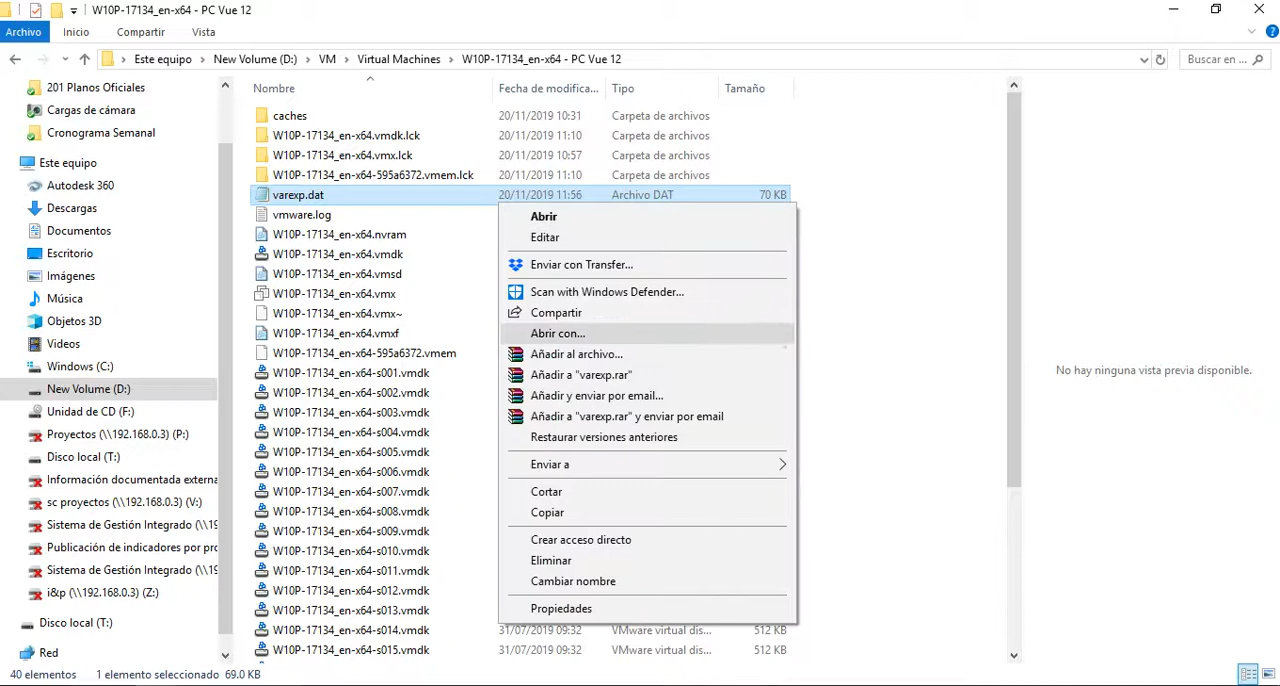 W10P-17134_en-x64 - PC Vue 12
Archivo Inicio Compartir Vista
Este equipo New Volume (D:) VM Virtual Machines W10P-17134_en-x64 - PC Vue 12 Buscar en ...
201 Planos Oficiales
Cargas de cámara
Cronograma Semanal
Este equipo
Autodesk 360
Descargas
Documentos
Escritorio
Imágenes
Música
Objetos 3D
Videos
Windows (C:)
New Volume (D:)
Unidad de CD (F:)
Proyectos (\\192.168.0.3) (P:)
Disco local (T:)
Información documentada externa
sc proyectos (\\192.168.0.3) (V:)
Sistema de Gestión Integrado (\\19
Publicación de indicadores por pro
Sistema de Gestión Integrado (\\19
i&p (\\192.168.0.3) (Z:)
Disco local (T:)
Red
Nombre Fecha de modifica... Tipo Tamaño
caches 20/11/2019 10:31 Carpeta de archivos
W10P-17134_en-x64.vmdk.lck 20/11/2019 11:10 Carpeta de archivos
W10P-17134_en-x64.vmx.lck 20/11/2019 10:57 Carpeta de archivos
W10P-17134_en-x64-595a6372.vmem.lck 20/11/2019 11:10 Carpeta de archivos
varexp.dat 20/11/2019 11:56 Archivo DAT 70 KB
vmware.log
W10P-17134_en-x64.nvram
W10P-17134_en-x64.vmdk
W10P-17134_en-x64.vmsd
W10P-17134_en-x64.vmx
W10P-17134_en-x64.vmx~
W10P-17134_en-x64.vmxf
W10P-17134_en-x64-595a6372.vmem
W10P-17134_en-x64-s001.vmdk
W10P-17134_en-x64-s002.vmdk
W10P-17134_en-x64-s003.vmdk
W10P-17134_en-x64-s004.vmdk
W10P-17134_en-x64-s005.vmdk
W10P-17134_en-x64-s006.vmdk
W10P-17134_en-x64-s007.vmdk
W10P-17134_en-x64-s008.vmdk
W10P-17134_en-x64-s009.vmdk
W10P-17134_en-x64-s010.vmdk
W10P-17134_en-x64-s011.vmdk
W10P-17134_en-x64-s012.vmdk
W10P-17134_en-x64-s013.vmdk
W10P-17134_en-x64-s014.vmdk 31/07/2019 09:32 VMware virtual dis... 512 KB
W10P-17134_en-x64-s015.vmdk 31/07/2019 09:32 VMware virtual dis... 512 KB
Abrir
Editar
Enviar con Transfer...
Scan with Windows Defender...
Compartir
Abrir con...
Añadir al archivo...
Añadir a "varexp.rar"
Añadir y enviar por email...
Añadir a "varexp.rar" y enviar por email
Restaurar versiones anteriores
Enviar a
Cortar
Copiar
Crear acceso directo
Eliminar
Cambiar nombre
Propiedades
No hay ninguna vista previa disponible.
40 elementos 1 elemento seleccionado 69.0 KB